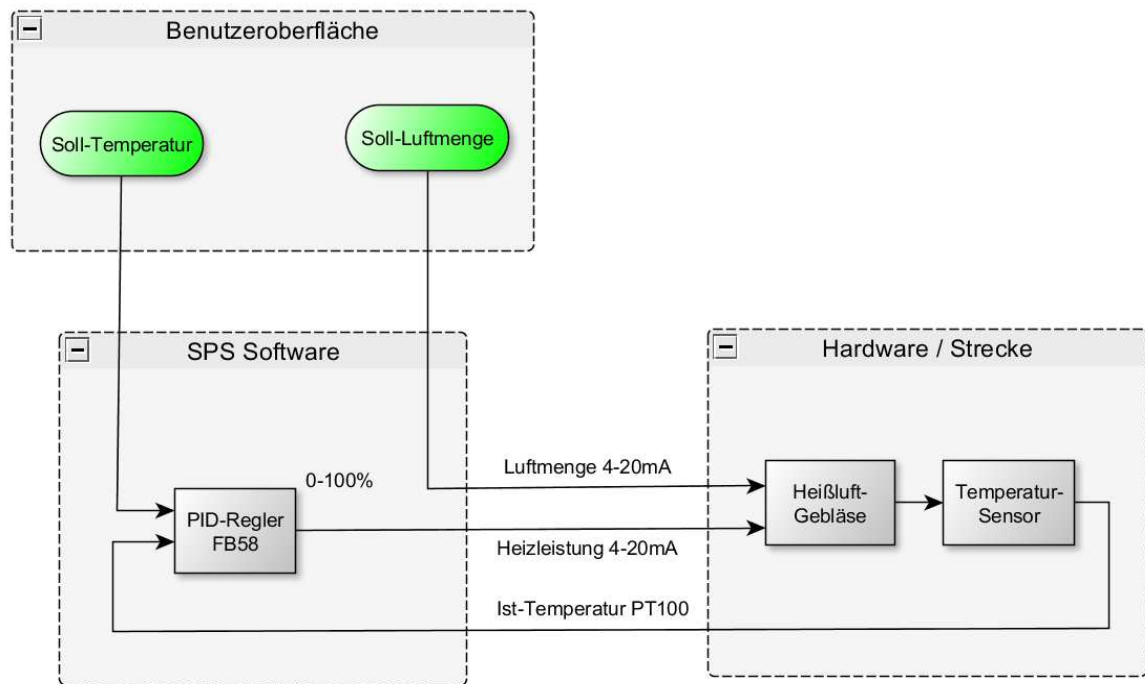 Benutzeroberfläche
Soll-Temperatur
Soll-Luftmenge
SPS Software
Hardware / Strecke
0-100%
PID-Regler
FB58
Luftmenge 4-20mA
Heizleistung 4-20mA
Ist-Temperatur PT100
Heißluft-
Gebläse
Temperatur-
Sensor